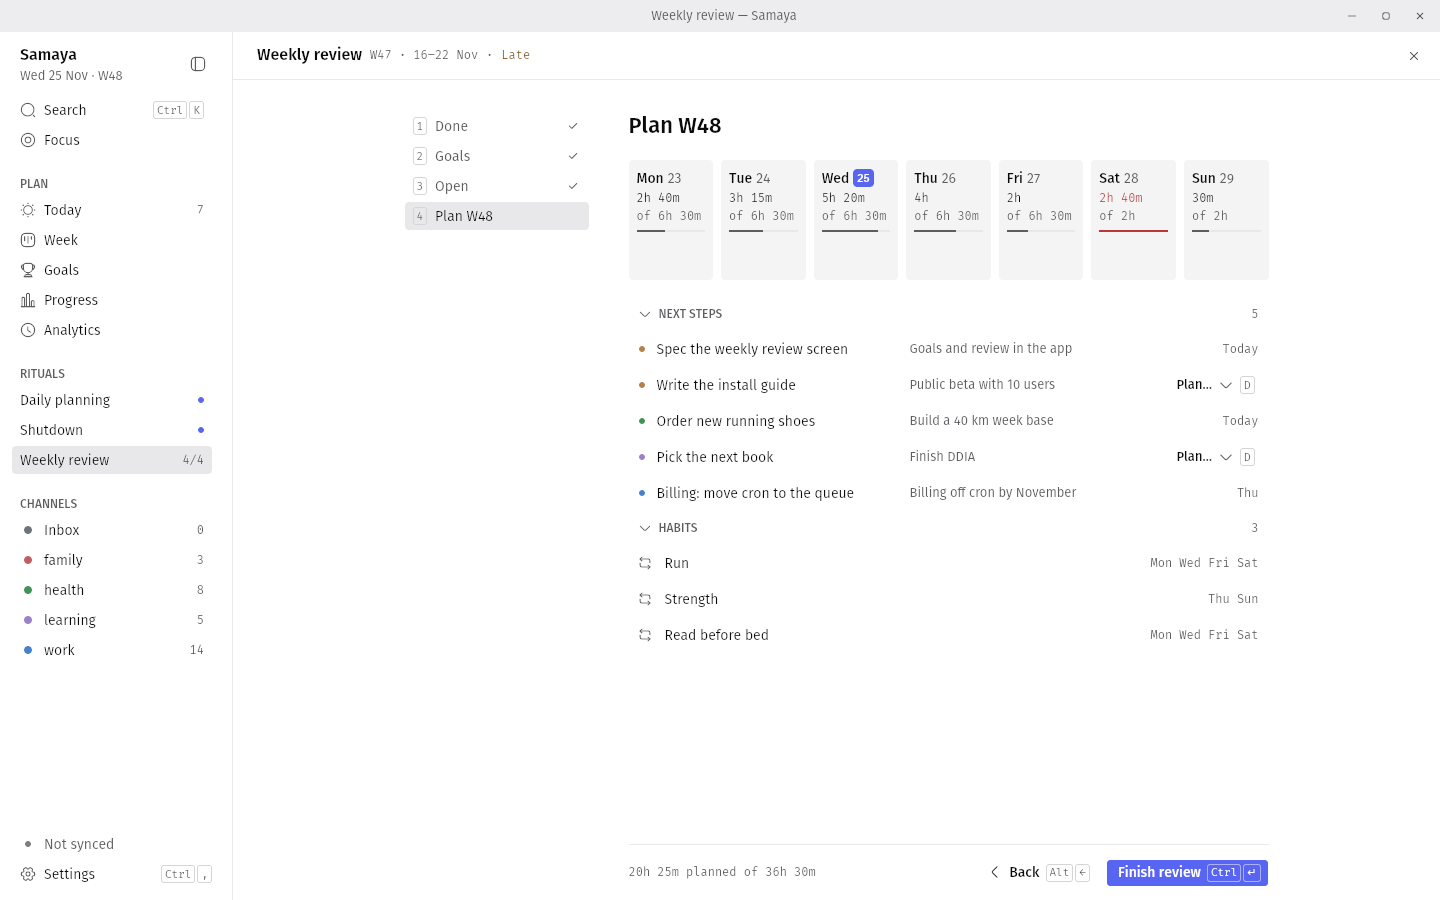 Weekly review — Samaya
Samaya
Wed 25 Nov · W48
Search Ctrl K
Focus
PLAN
Today 7
Week
Goals
Progress
Analytics
RITUALS
Daily planning
Shutdown
Weekly review 4/4
CHANNELS
Inbox 0
family 3
health 8
learning 5
work 14
Not synced
Settings Ctrl ,
Weekly review W47 · 16–22 Nov · Late
1 Done
2 Goals
3 Open
4 Plan W48
Plan W48
Mon 23
2h 40m
of 6h 30m
Tue 24
3h 15m
of 6h 30m
Wed 25
5h 20m
of 6h 30m
Thu 26
4h
of 6h 30m
Fri 27
2h
of 6h 30m
Sat 28
2h 40m
of 2h
Sun 29
30m
of 2h
NEXT STEPS 5
Spec the weekly review screen Goals and review in the app Today
Write the install guide Public beta with 10 users Plan... D
Order new running shoes Build a 40 km week base Today
Pick the next book Finish DDIA Plan... D
Billing: move cron to the queue Billing off cron by November Thu
HABITS 3
Run Mon Wed Fri Sat
Strength Thu Sun
Read before bed Mon Wed Fri Sat
20h 25m planned of 36h 30m
Back Alt ←
Finish review Ctrl ↵